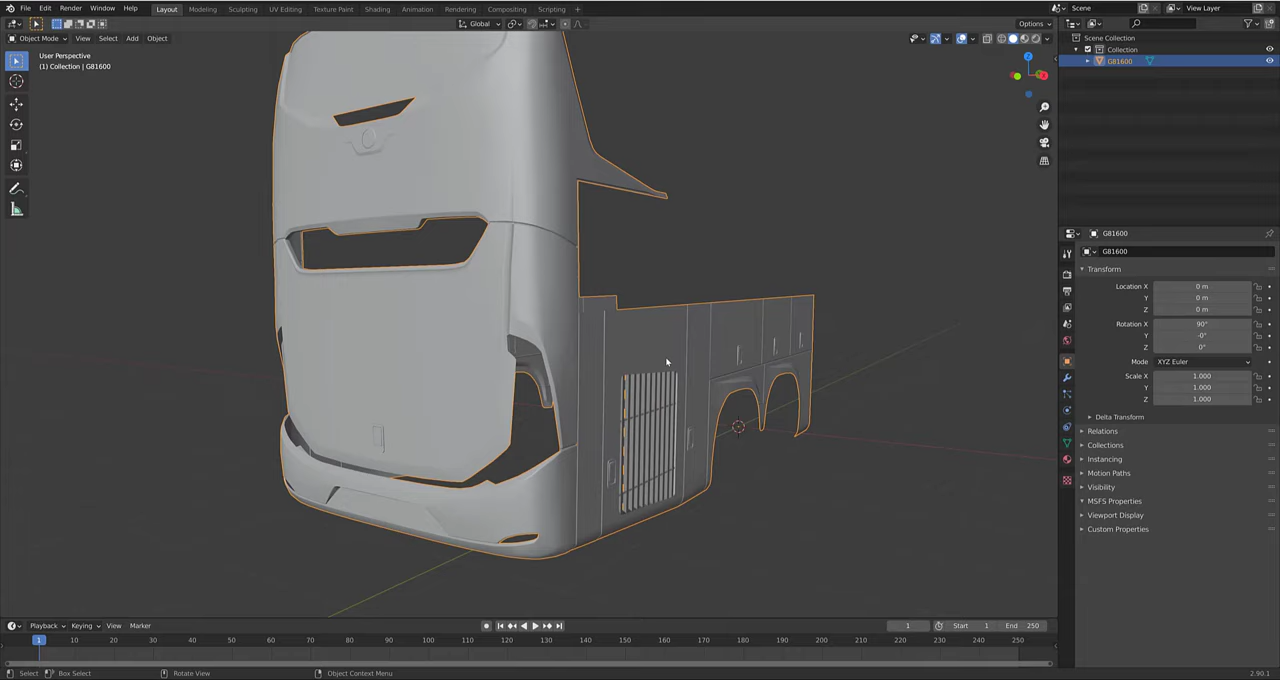 File Edit Render Window Help Layout Modeling Sculpting UV Editing Texture Paint Shading Animation Rendering Compositing Scripting Scene View Layer
Global Options
Object Mode View Select Add Object
User Perspective
(1) Collection | G81600
Z
Scene Collection
Collection
G81600
G81600
G81600
Transform
Location X 0 m
Y 0 m
Z 0 m
Rotation X 90°
Y -0°
Z 0°
Mode XYZ Euler
Scale X 1.000
Y 1.000
Z 1.000
Delta Transform
Relations
Collections
Instancing
Motion Paths
Visibility
MSFS Properties
Viewport Display
Custom Properties
Playback Keying View Marker 1 Start 1 End 250
1 10 20 30 40 50 60 70 80 90 100 110 120 130 140 150 160 170 180 190 200 210 220 230 240 250
Select Box Select Rotate View Object Context Menu 2.90.1